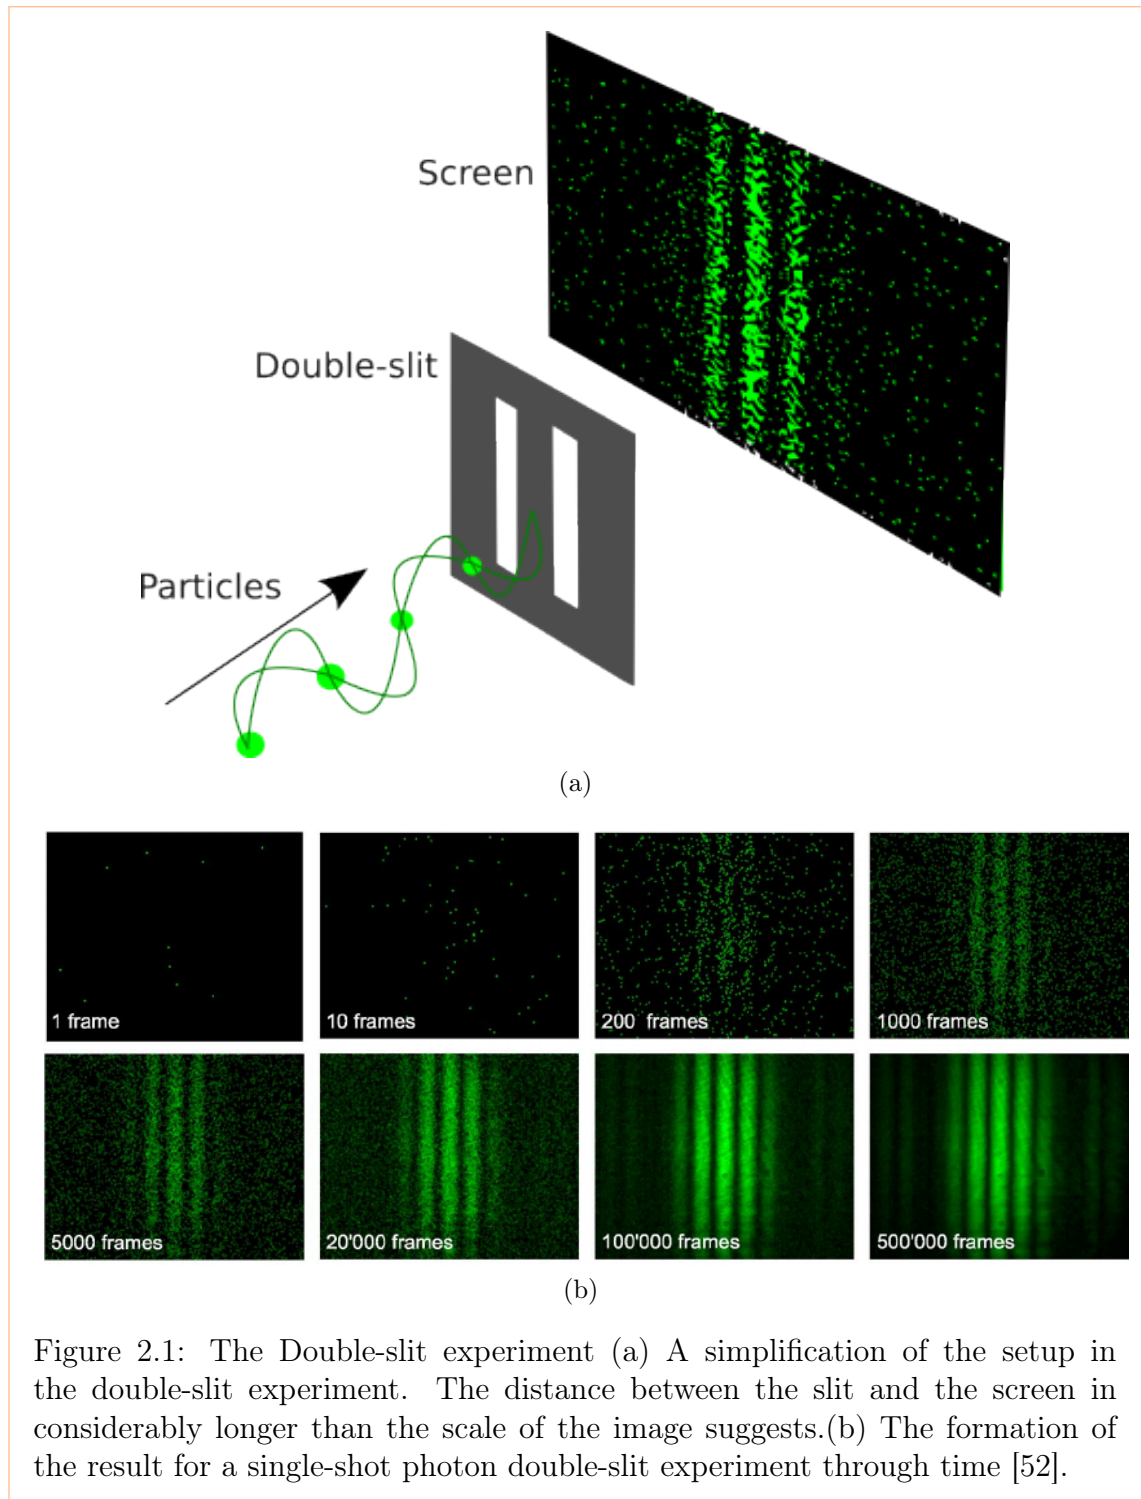 Screen
Double-slit
Particles
(a)
1 frame
10 frames
200 frames
1000 frames
5000 frames
20'000 frames
100'000 frames
500'000 frames
(b)
Figure 2.1: The Double-slit experiment (a) A simplification of the setup in
the double-slit experiment. The distance between the slit and the screen in
considerably longer than the scale of the image suggests.(b) The formation of
the result for a single-shot photon double-slit experiment through time [52].